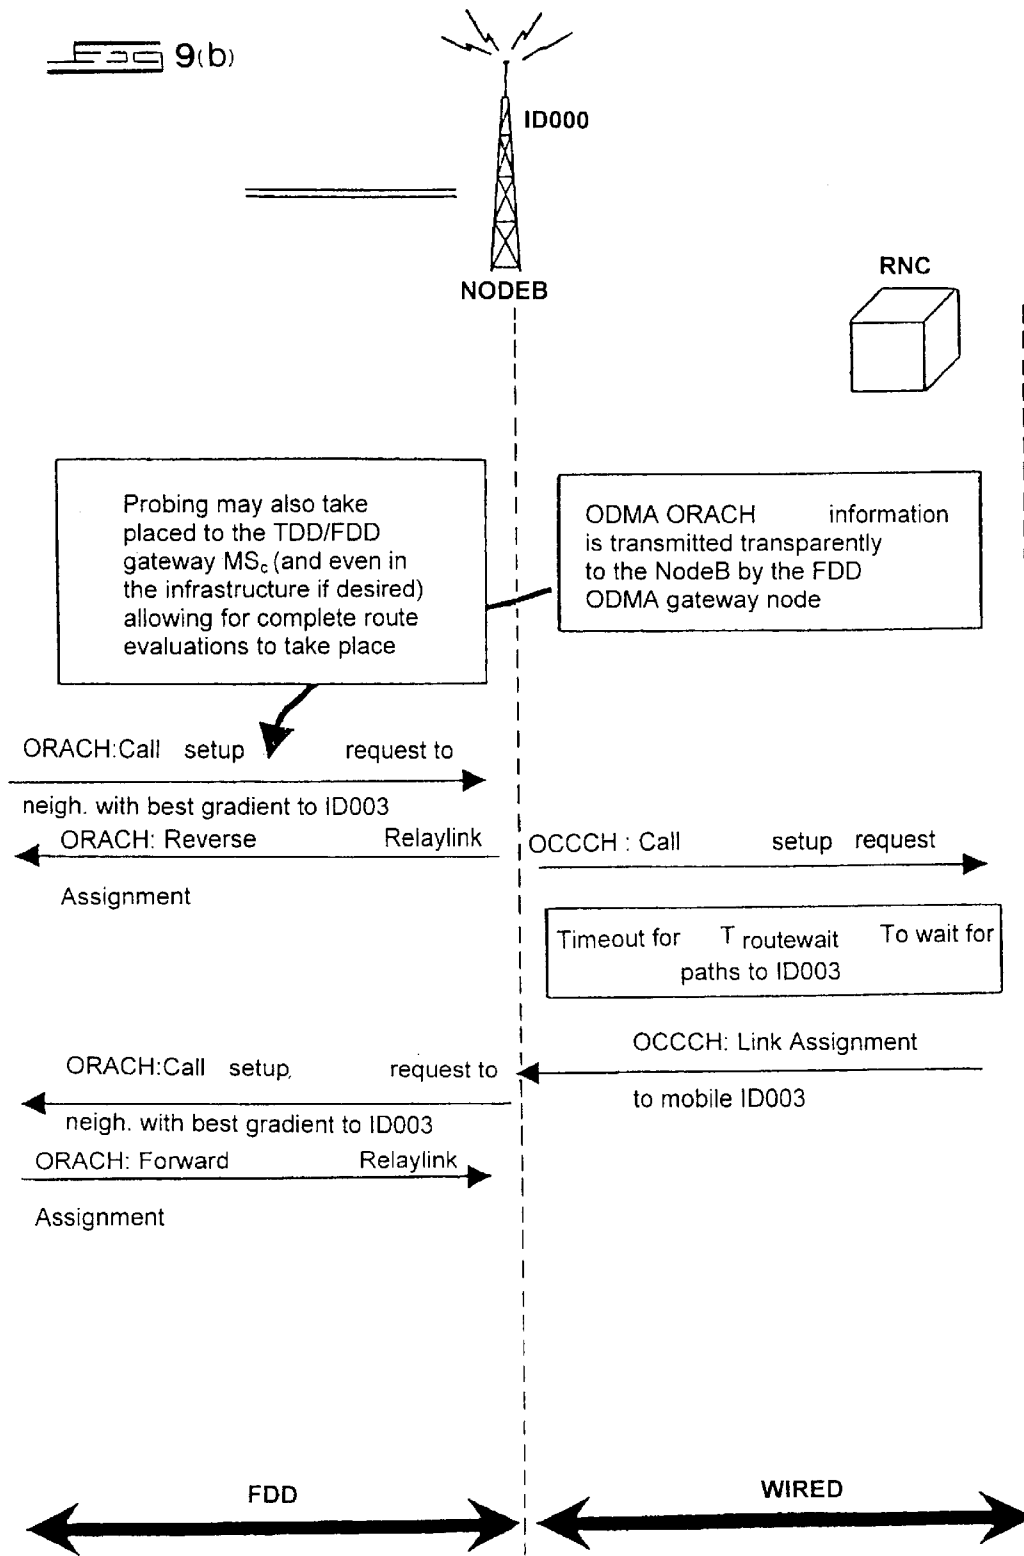 9(b)
ID000
NODEB
RNC
Probing may also take
placed to the TDD/FDD
gateway MSc (and even in
the infrastructure if desired)
allowing for complete route
evaluations to take place
ODMA ORACH information
is transmitted transparently
to the NodeB by the FDD
ODMA gateway node
ORACH:Call setup request to
neigh. with best gradient to ID003
ORACH: Reverse Relaylink
Assignment
OCCCH : Call setup request
Timeout for T routewait To wait for
paths to ID003
OCCCH: Link Assignment
to mobile ID003
ORACH:Call setup, request to
neigh. with best gradient to ID003
ORACH: Forward Relaylink
Assignment
FDD
WIRED